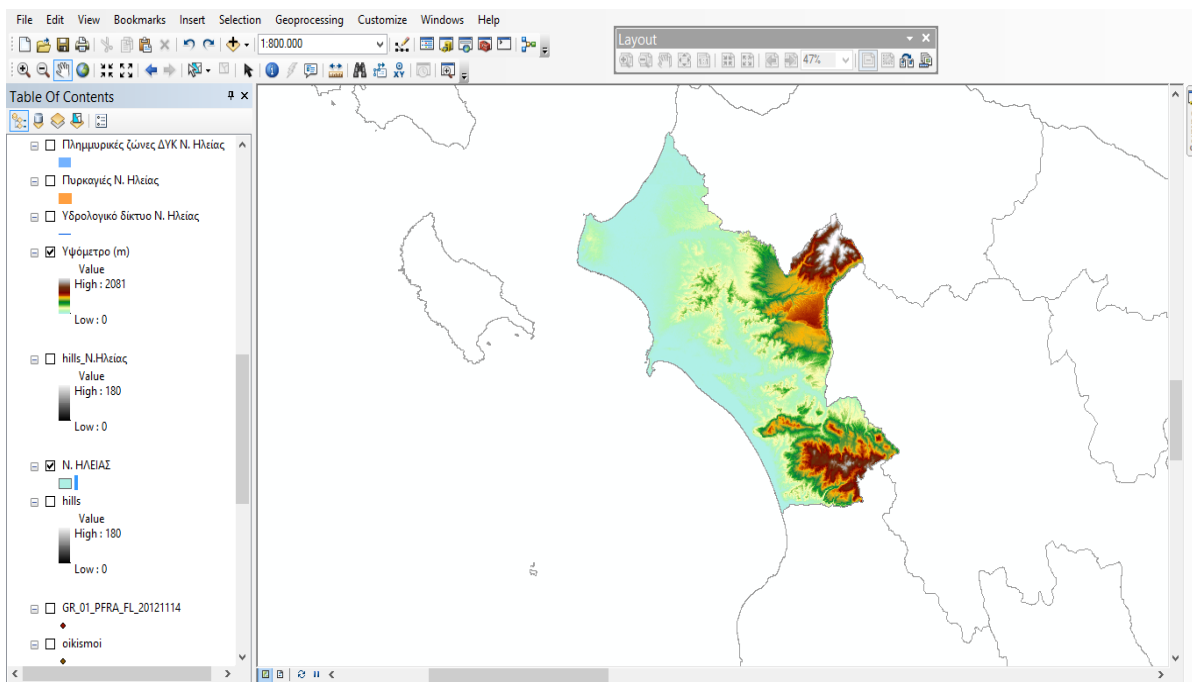 File Edit View Bookmarks Insert Selection Geoprocessing Customize Windows Help
1:800.000
Layout
47%
Table Of Contents
Πλημμυρικές ζώνες ΔΥΚ Ν. Ηλείας
Πυρκαγιές Ν. Ηλείας
Υδρολογικό δίκτυο Ν. Ηλείας
Υψόμετρο (m)
Value
High : 2081
Low : 0
hills_Ν.Ηλείας
Value
High : 180
Low : 0
Ν. ΗΛΕΙΑΣ
hills
Value
High : 180
Low : 0
GR_01_PFRA_FL_20121114
oikismoi